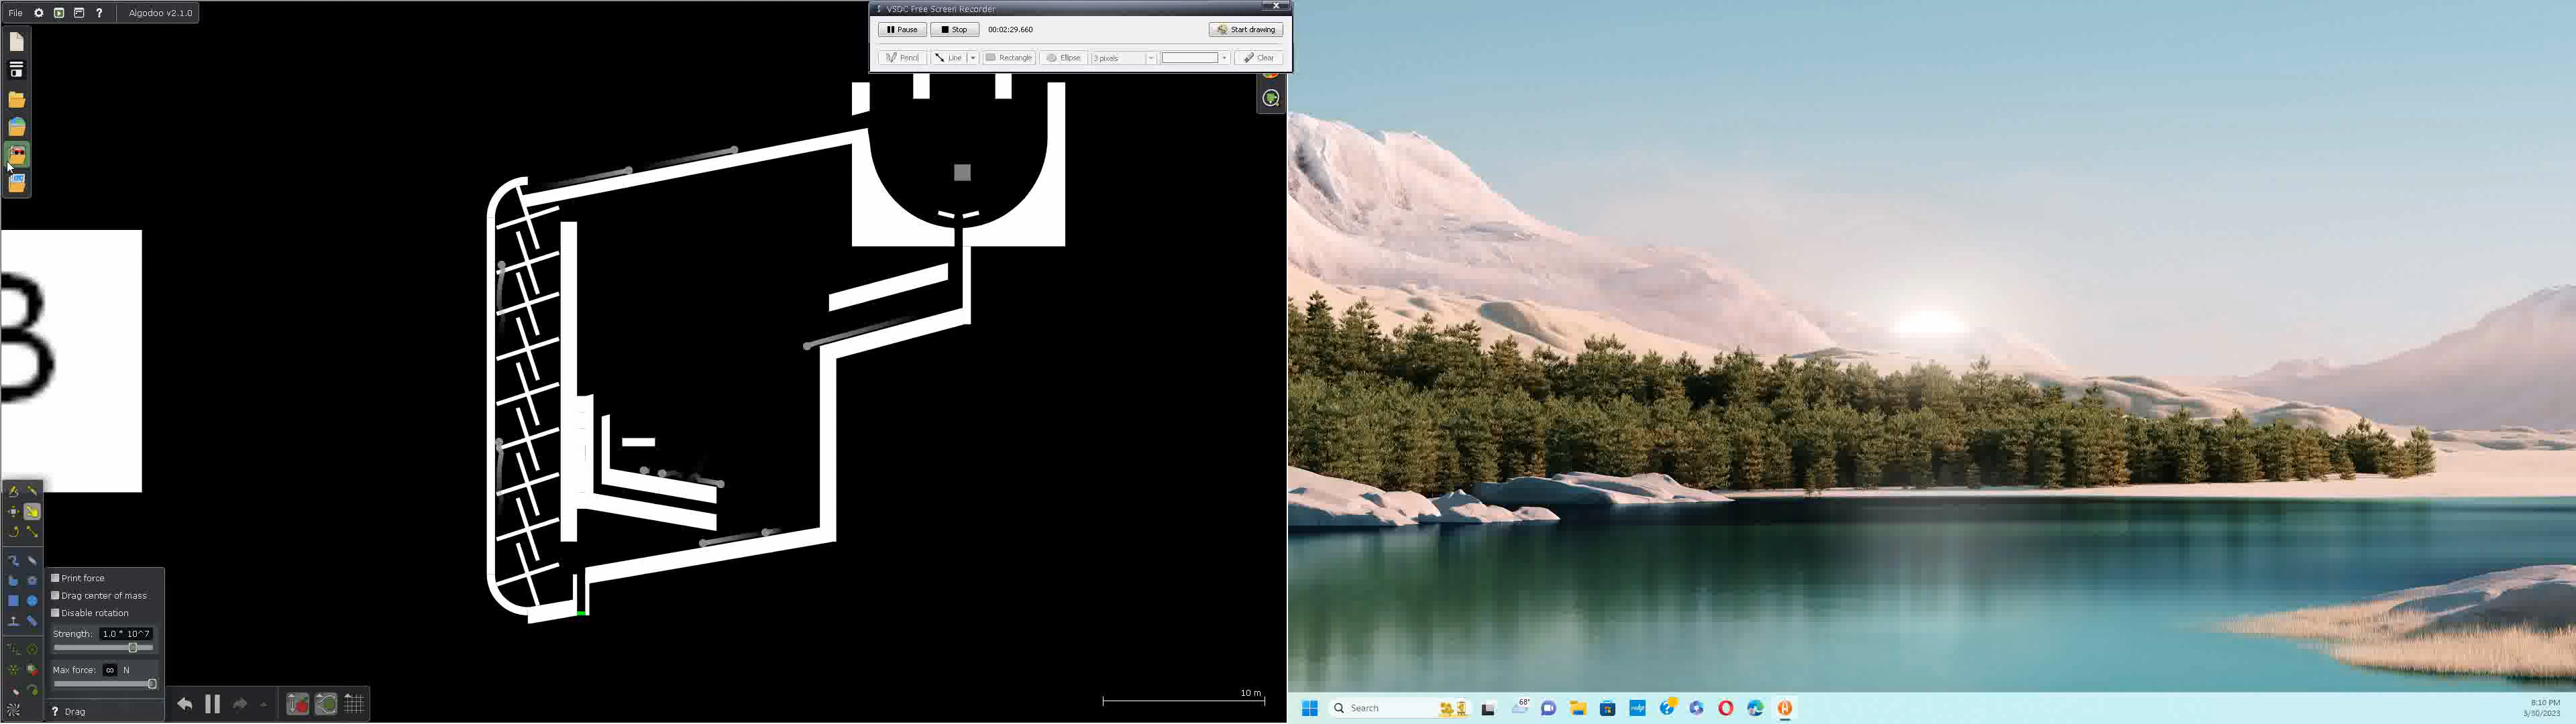 File ? Algodoo v2.1.0
VSDC Free Screen Recorder
Pause Stop 00:02:29.660 Start drawing
Pencil Line Rectangle Ellipse 3 pixels Clear
B
Print force
Drag center of mass
Disable rotation
Strength: 1.0 * 10^7
Max force: ∞ N
? Drag
10 m
Search
68°
8:10 PM
3/30/2023